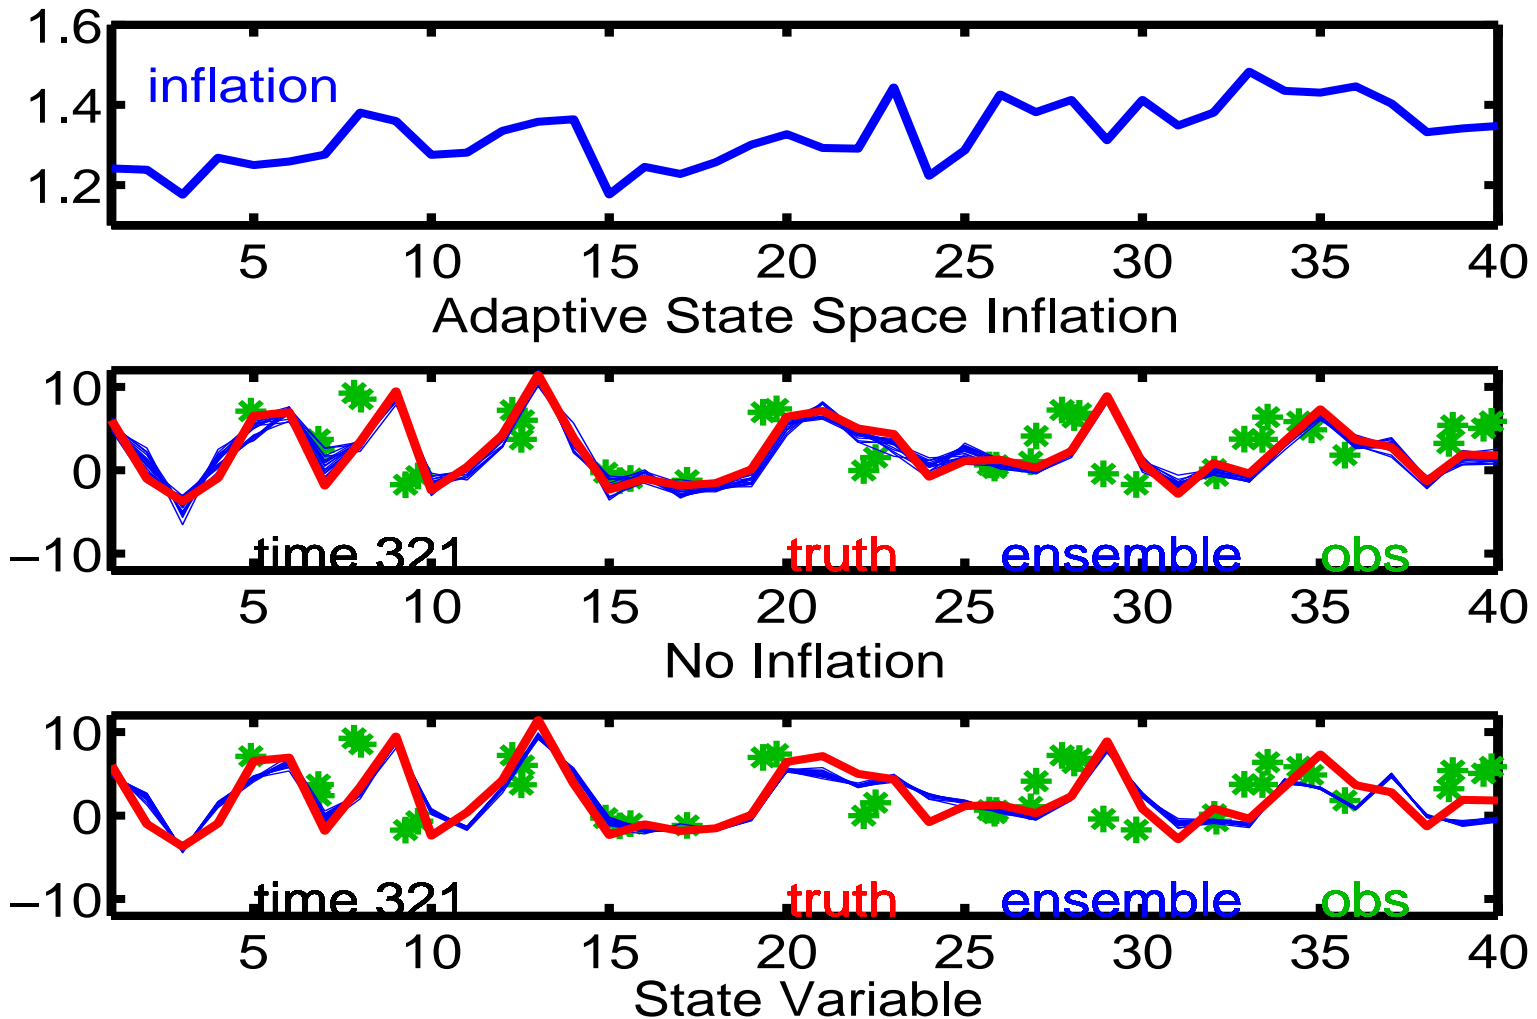 1.6
inflation
1.4
1.2
5 10 15 20 25 30 35 40
Adaptive State Space Inflation
10
0
−10
time 321 truth ensemble obs
5 10 15 20 25 30 35 40
No Inflation
10
0
−10
time 321 truth ensemble obs
5 10 15 20 25 30 35 40
State Variable